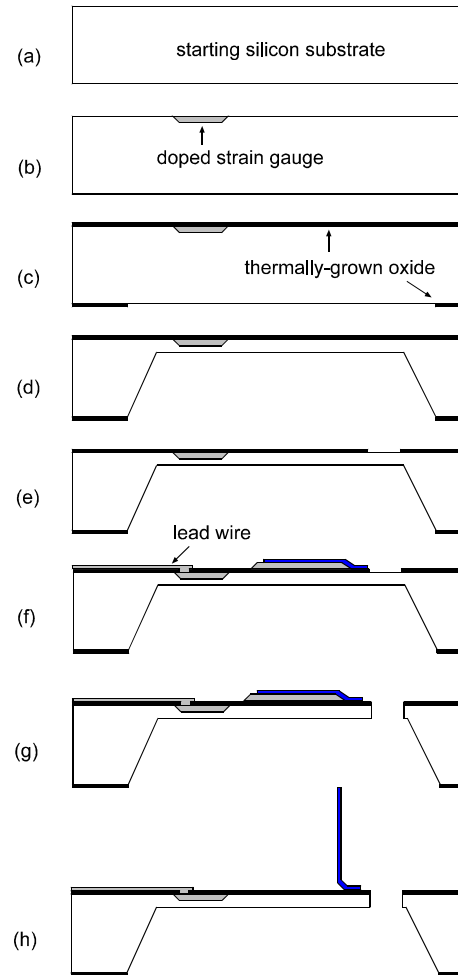 (a)
starting silicon substrate
(b)
doped strain gauge
(c)
thermally-grown oxide
(d)
(e)
lead wire
(f)
(g)
(h)